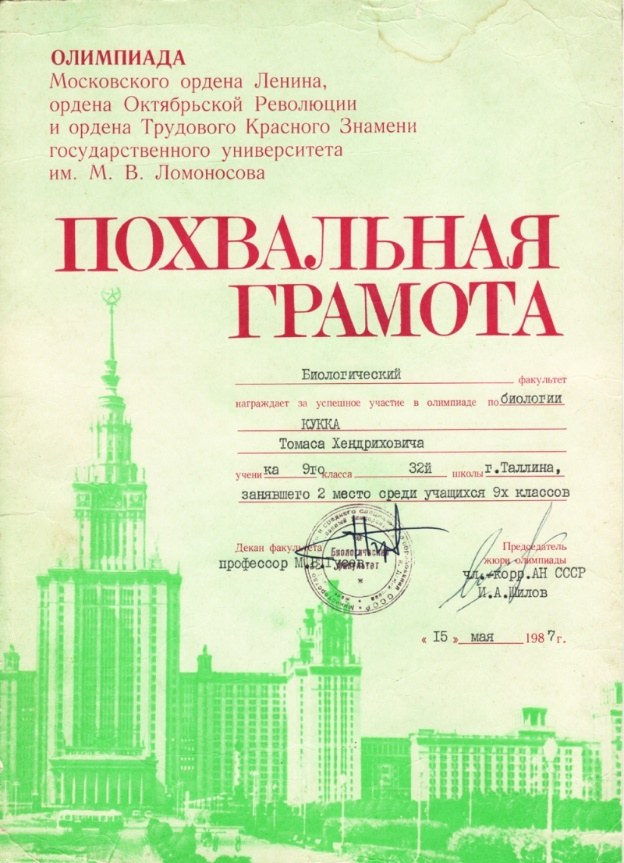 ОЛИМПИАДА
Московского ордена Ленина,
ордена Октябрьской Революции
и ордена Трудового Красного Знамени
государственного университета
им. М. В. Ломоносова
ПОХВАЛЬНАЯ
ГРАМОТА
Биологический факультет
награждает за успешное участие в олимпиаде по биологии
КУККА
Томаса Хендриховича
учени ка 9го класса 32й школы г.Таллина,
занявшего 2 место среди учащихся 9х классов
Декан факультета
профессор М.В.Гусев
Биологический
факультет
Председатель
жюри олимпиады
чл.-корр.АН СССР
И.А.Шилов
« I5 » мая 1987г.